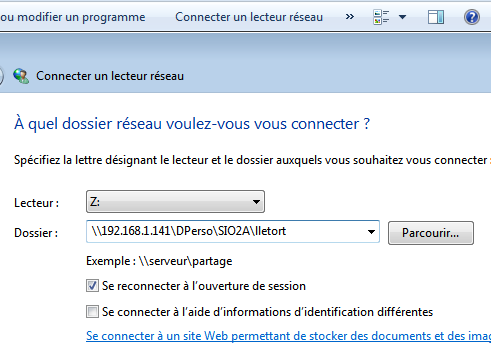 ou modifier un programme Connecter un lecteur réseau »
Connecter un lecteur réseau
À quel dossier réseau voulez-vous vous connecter ?
Spécifiez la lettre désignant le lecteur et le dossier auxquels vous souhaitez vous connecter
Lecteur : Z:
Dossier : \\192.168.1.141\DPerso\SIO2A\lletort Parcourir...
Exemple : \\serveur\partage
Se reconnecter à l'ouverture de session
Se connecter à l'aide d'informations d'identification différentes
Se connecter à un site Web permettant de stocker des documents et des imag